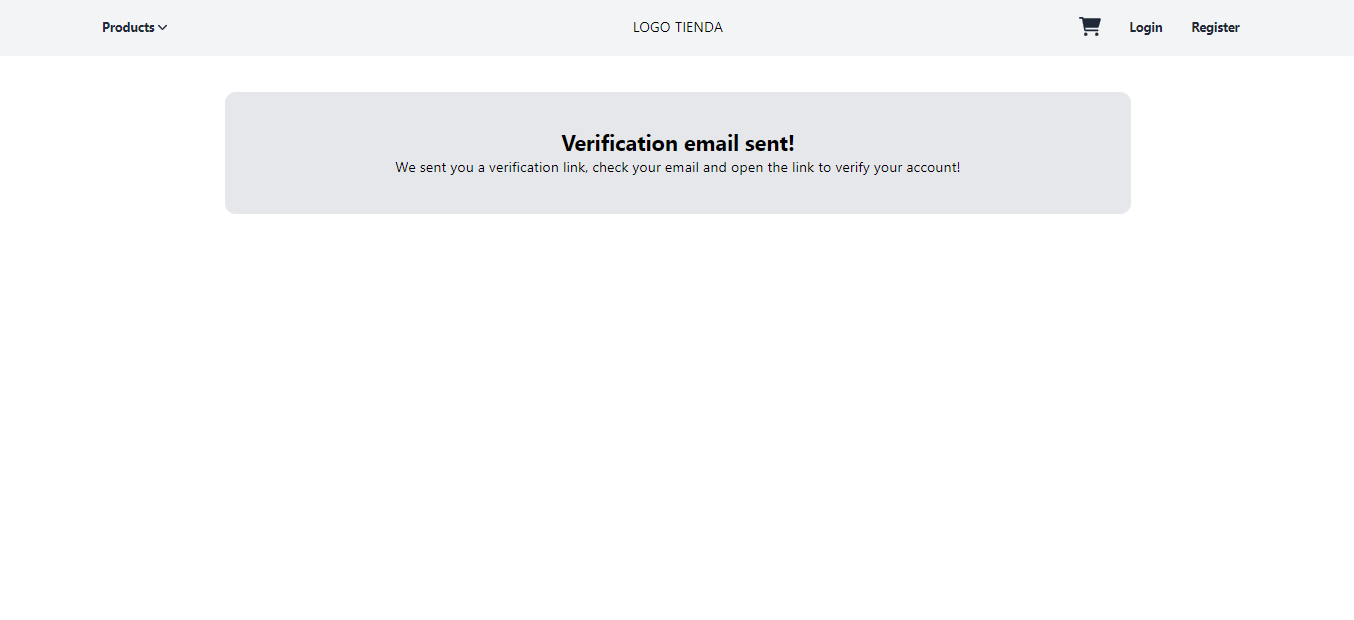 Products
LOGO TIENDA
Login
Register
Verification email sent!
We sent you a verification link, check your email and open the link to verify your account!